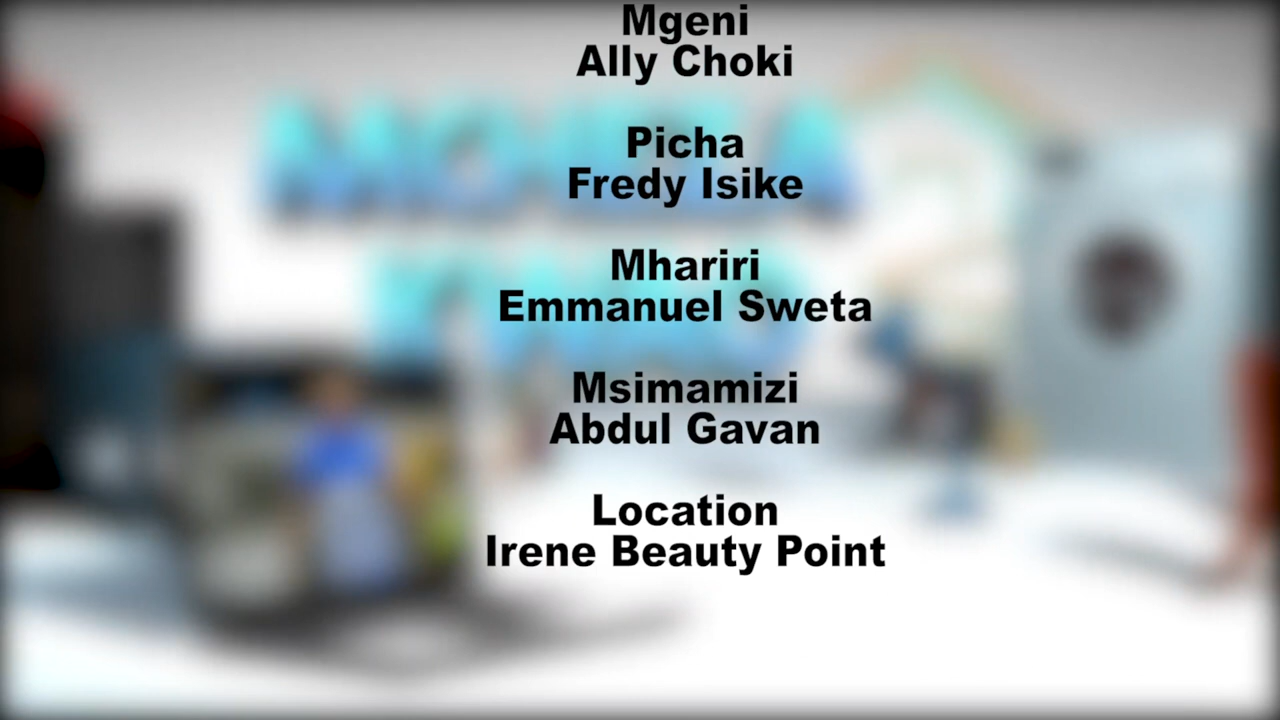 Mgeni
Ally Choki
Picha
Fredy Isike
Mhariri
Emmanuel Sweta
Msimamizi
Abdul Gavan
Location
Irene Beauty Point